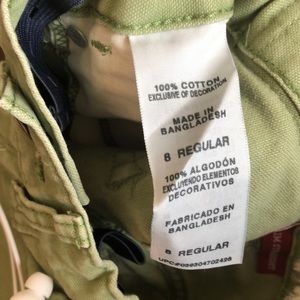 100% COTTON
EXCLUSIVE OF DECORATION
MADE IN
BANGLADESH
8 REGULAR
100% ALGODÓN
EXCLUYENDO ELEMENTOS
DECORATIVOS
FABRICADO EN
BANGLADESH
8 REGULAR